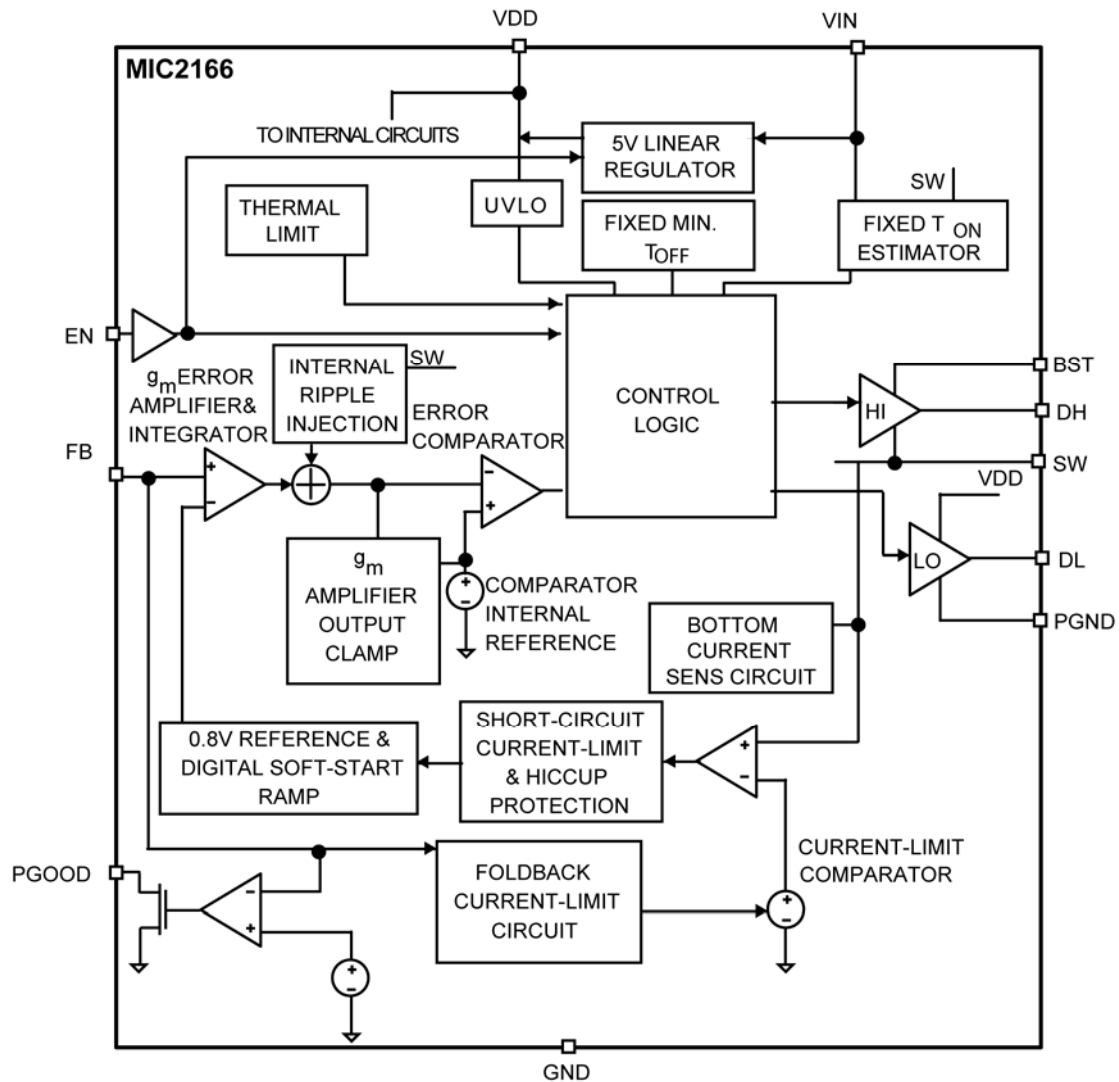 VDD
VIN
MIC2166
TO INTERNAL CIRCUITS
5V LINEAR
REGULATOR
SW
THERMAL
LIMIT
UVLO
FIXED MIN.
TOFF
FIXED T ON
ESTIMATOR
EN
gm ERROR
AMPLIFIER&
INTEGRATOR
INTERNAL
RIPPLE
INJECTION
SW
ERROR
COMPARATOR
CONTROL
LOGIC
HI
BST
DH
FB
+
-
-
+
SW
VDD
LO
DL
PGND
gm
AMPLIFIER
OUTPUT
CLAMP
+
-
COMPARATOR
INTERNAL
REFERENCE
BOTTOM
CURRENT
SENS CIRCUIT
0.8V REFERENCE &
DIGITAL SOFT-START
RAMP
SHORT-CIRCUIT
CURRENT-LIMIT
& HICCUP
PROTECTION
+
-
PGOOD
-
+
FOLDBACK
CURRENT-LIMIT
CIRCUIT
CURRENT-LIMIT
COMPARATOR
+
-
+
-
GND